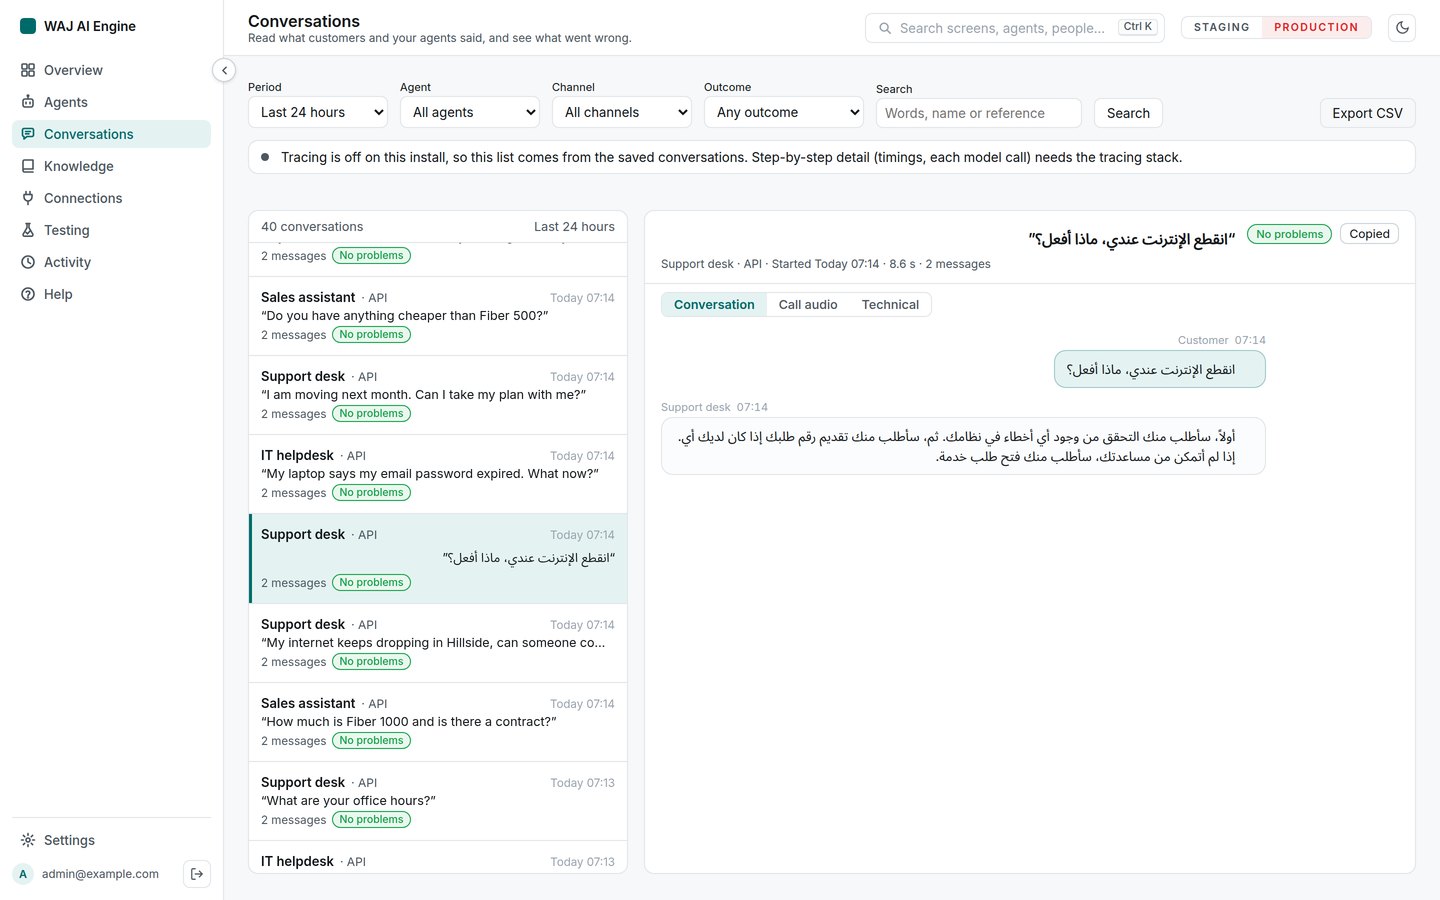 WAJ AI Engine
Overview
Agents
Conversations
Knowledge
Connections
Testing
Activity
Help
Settings
A admin@example.com
Conversations
Read what customers and your agents said, and see what went wrong.
Search screens, agents, people... Ctrl K
STAGING PRODUCTION
Period Agent Channel Outcome Search
Last 24 hours All agents All channels Any outcome Words, name or reference Search Export CSV
Tracing is off on this install, so this list comes from the saved conversations. Step-by-step detail (timings, each model call) needs the tracing stack.
40 conversations Last 24 hours
2 messages No problems
Sales assistant · API Today 07:14
“Do you have anything cheaper than Fiber 500?”
2 messages No problems
Support desk · API Today 07:14
“I am moving next month. Can I take my plan with me?”
2 messages No problems
IT helpdesk · API Today 07:14
“My laptop says my email password expired. What now?”
2 messages No problems
Support desk · API Today 07:14
“انقطع الإنترنت عندي، ماذا أفعل؟”
2 messages No problems
Support desk · API Today 07:14
“My internet keeps dropping in Hillside, can someone co...
2 messages No problems
Sales assistant · API Today 07:14
“How much is Fiber 1000 and is there a contract?”
2 messages No problems
Support desk · API Today 07:13
“What are your office hours?”
2 messages No problems
IT helpdesk · API Today 07:13
“انقطع الإنترنت عندي، ماذا أفعل؟”
No problems Copied
Support desk · API · Started Today 07:14 · 8.6 s · 2 messages
Conversation Call audio Technical
Customer 07:14
انقطع الإنترنت عندي، ماذا أفعل؟
Support desk 07:14
أولاً، سأطلب منك التحقق من وجود أي أخطاء في نظامك. ثم، سأطلب منك تقديم رقم طلبك إذا كان لديك أي.
إذا لم أتمكن من مساعدتك، سأطلب منك فتح طلب خدمة.